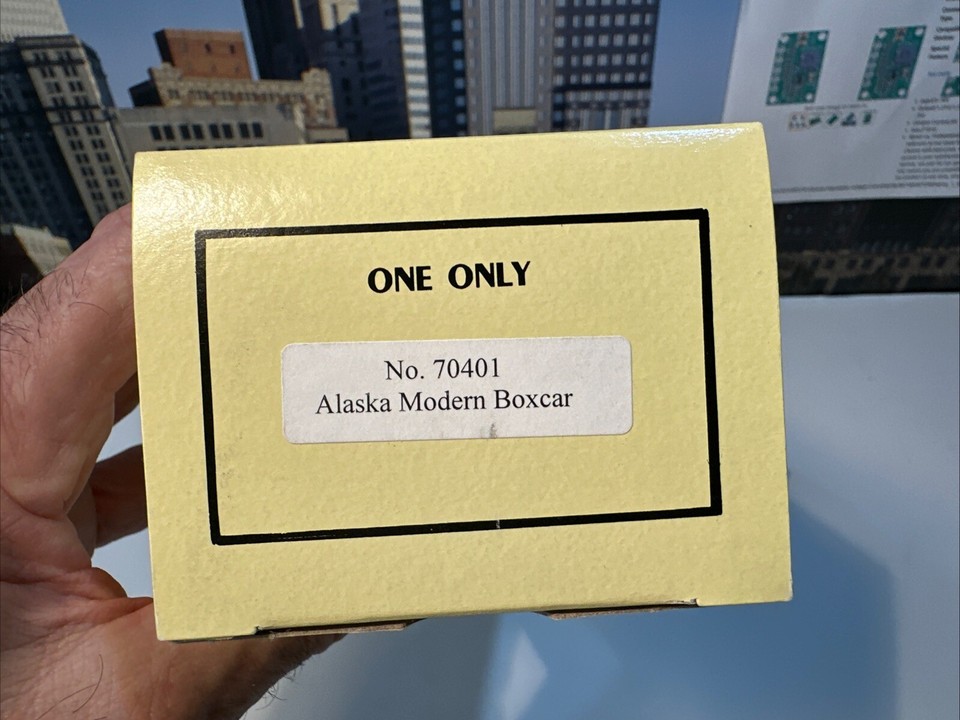 ONE ONLY
No. 70401
Alaska Modern Boxcar